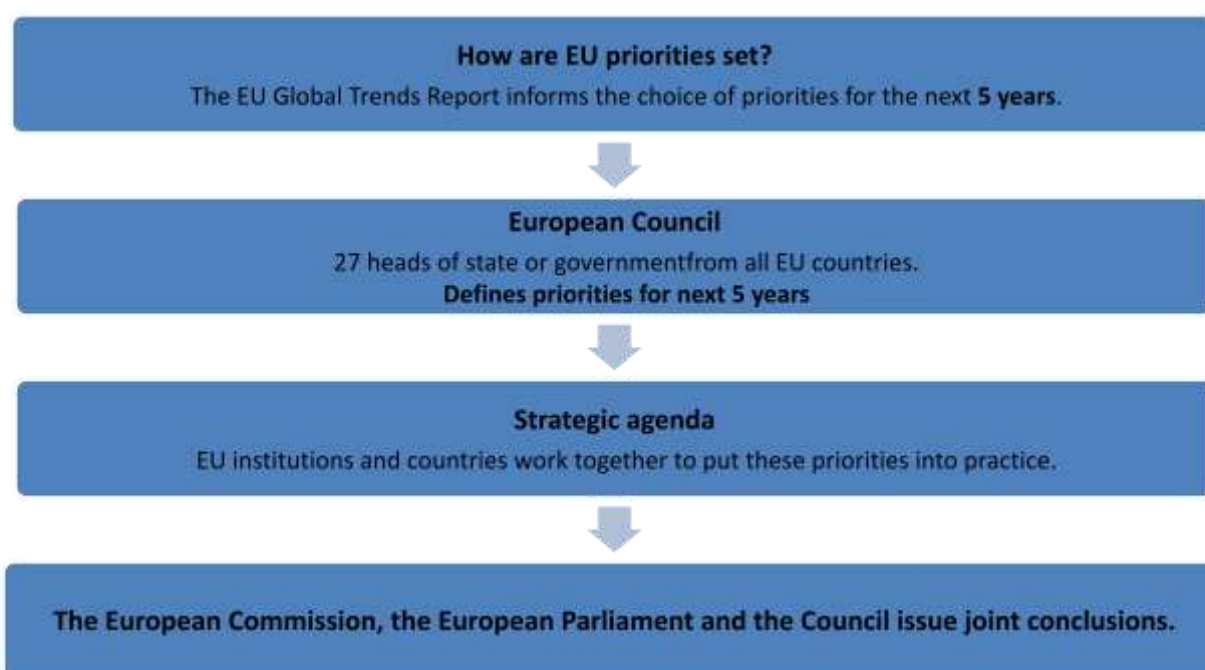 How are EU priorities set?
The EU Global Trends Report informs the choice of priorities for the next 5 years.
European Council
27 heads of state or governmentfrom all EU countries.
Defines priorities for next 5 years
Strategic agenda
EU institutions and countries work together to put these priorities into practice.
The European Commission, the European Parliament and the Council issue joint conclusions.